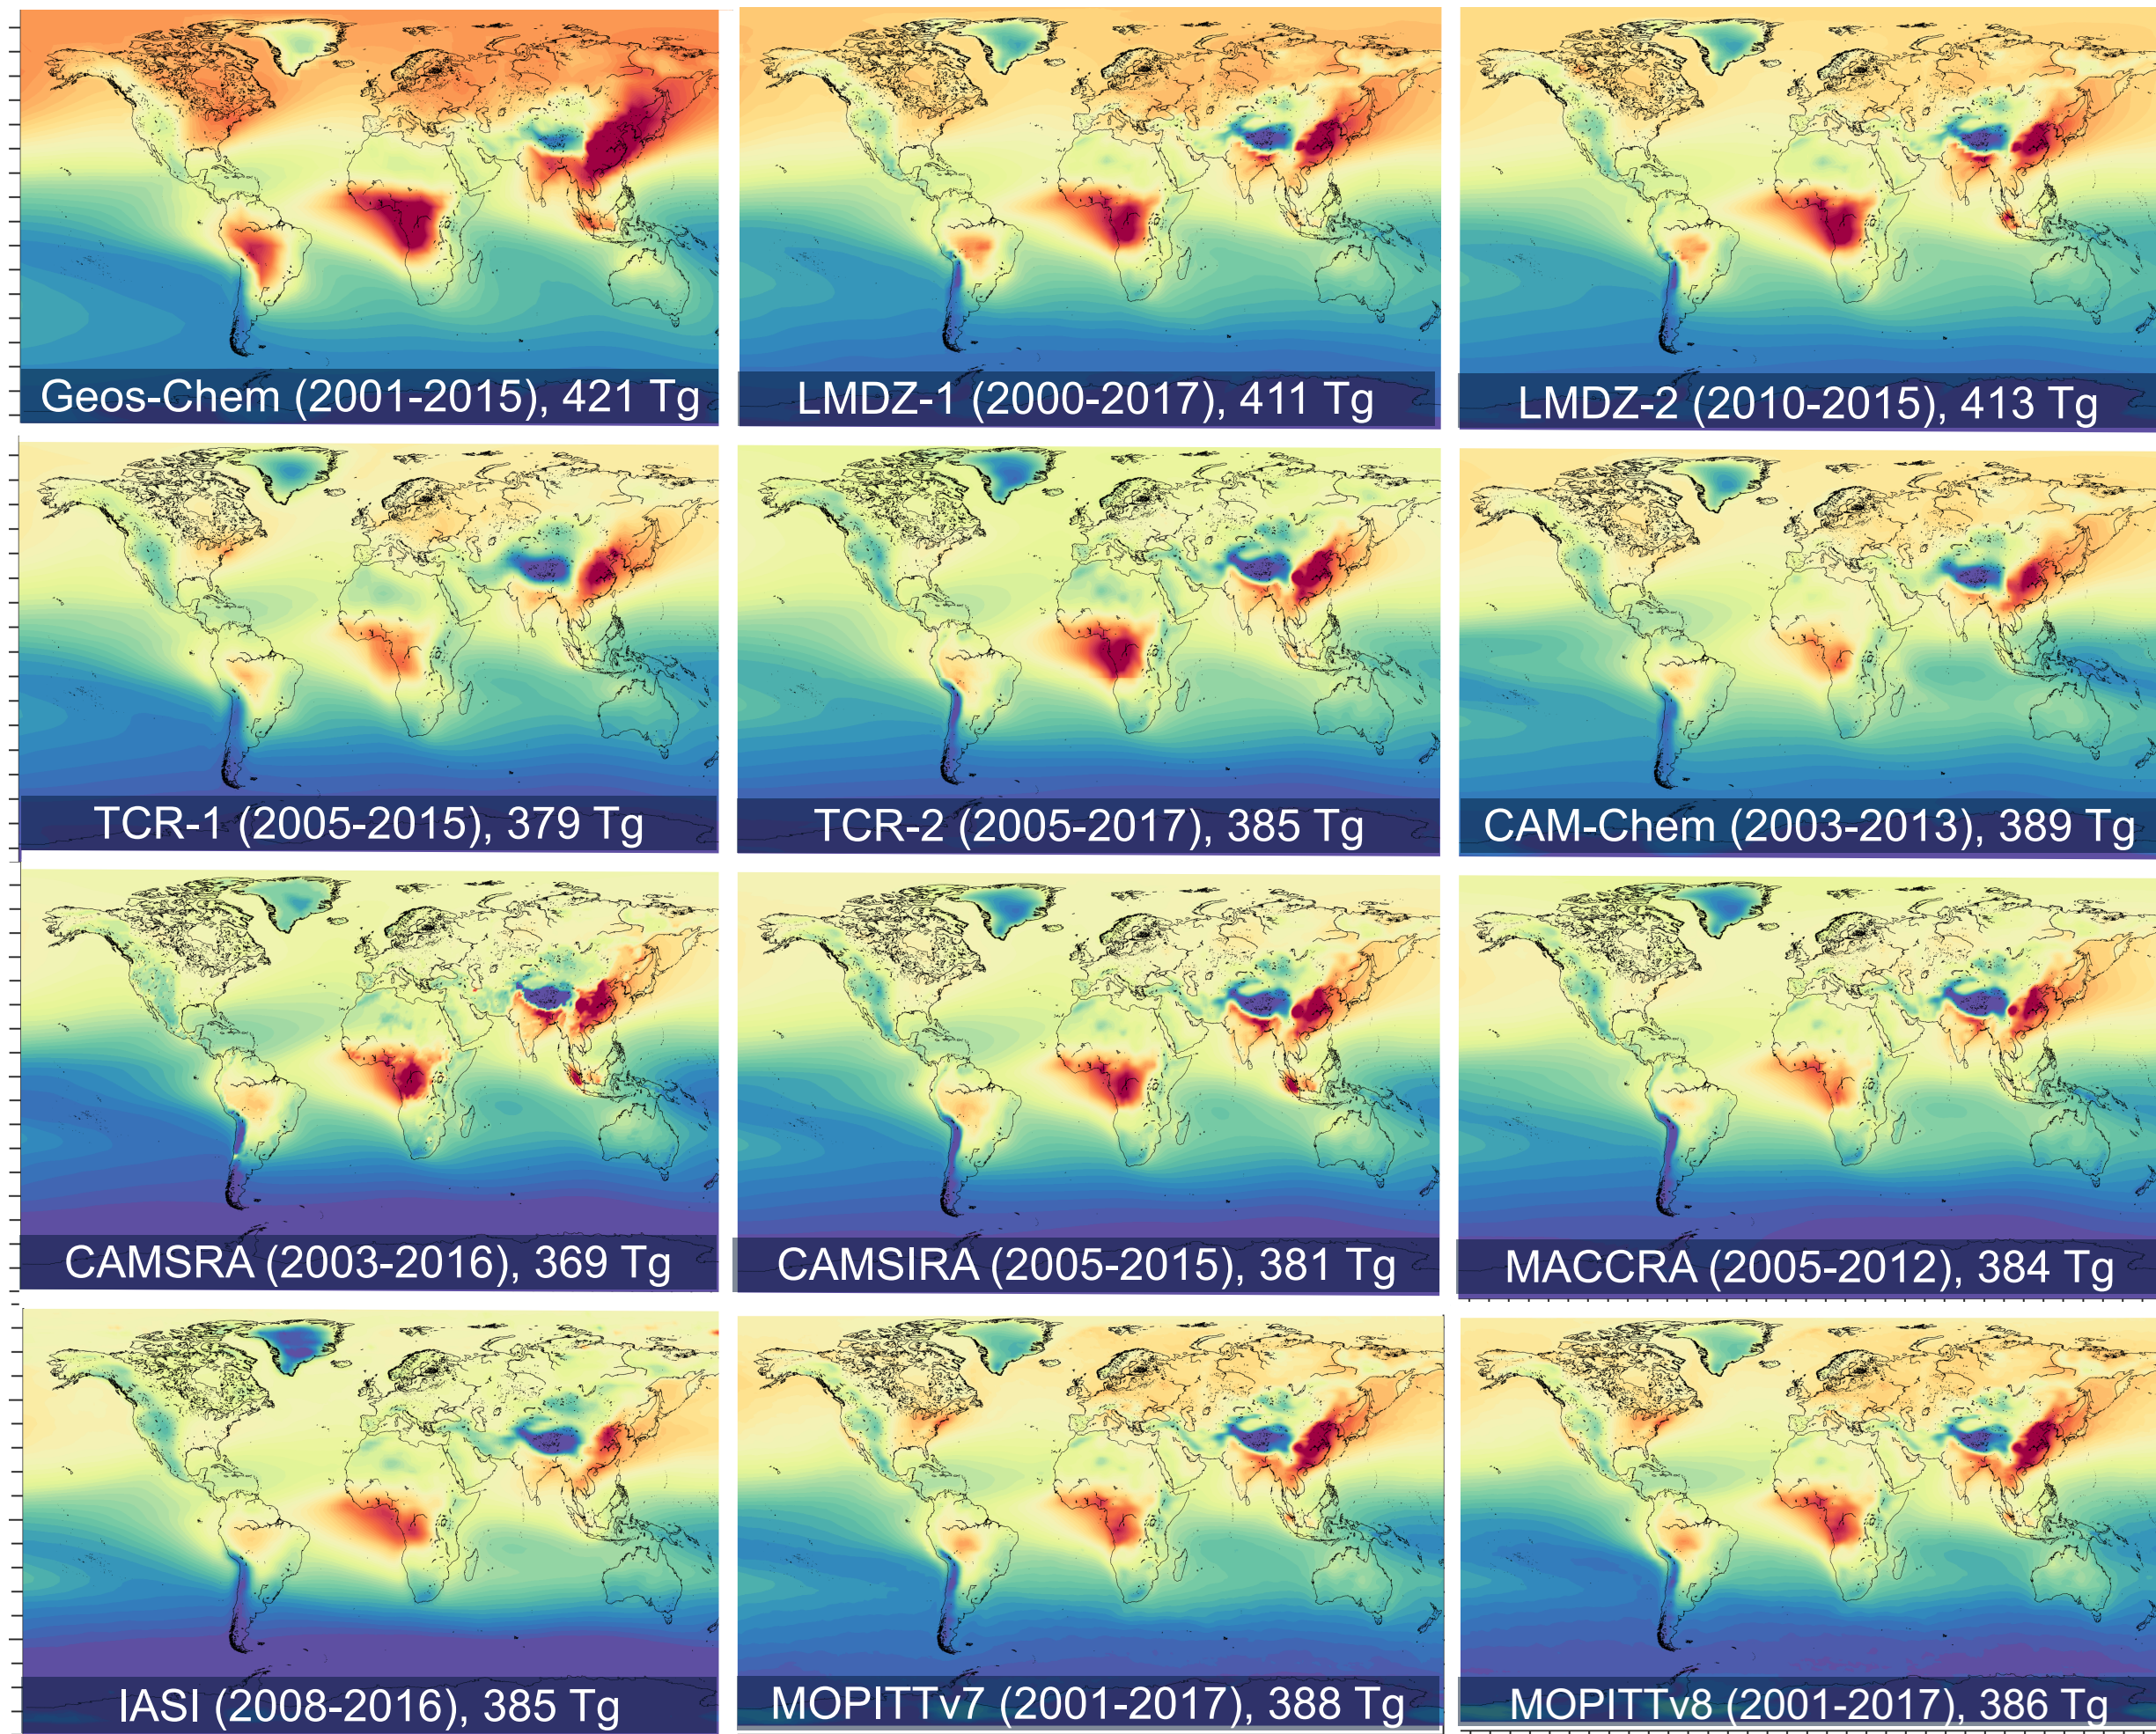 Geos-Chem (2001-2015), 421 Tg
LMDZ-1 (2000-2017), 411 Tg
LMDZ-2 (2010-2015), 413 Tg
TCR-1 (2005-2015), 379 Tg
TCR-2 (2005-2017), 385 Tg
CAM-Chem (2003-2013), 389 Tg
CAMSRA (2003-2016), 369 Tg
CAMSIRA (2005-2015), 381 Tg
MACCRA (2005-2012), 384 Tg
IASI (2008-2016), 385 Tg
MOPITTv7 (2001-2017), 388 Tg
MOPITTv8 (2001-2017), 386 Tg